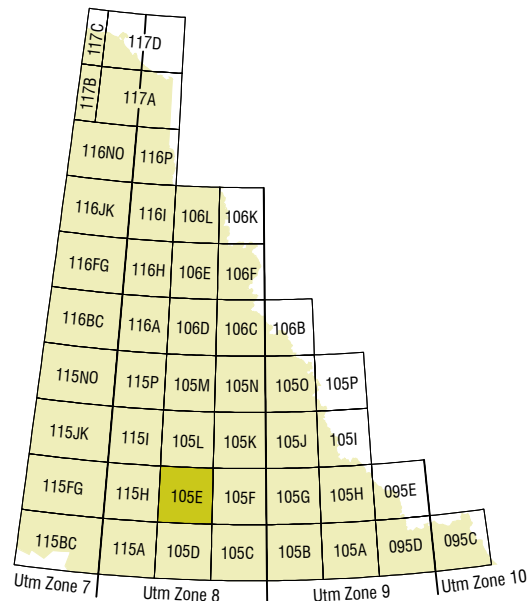 117C 117D
117B 117A
116NO 116P
116JK 116I 106L 106K
116FG 116H 106E 106F
116BC 116A 106D 106C 106B
115NO 115P 105M 105N 105O 105P
115JK 115I 105L 105K 105J 105I
115FG 115H 105E 105F 105G 105H 095E
115BC 115A 105D 105C 105B 105A 095D 095C
Utm Zone 7 Utm Zone 8 Utm Zone 9 Utm Zone 10